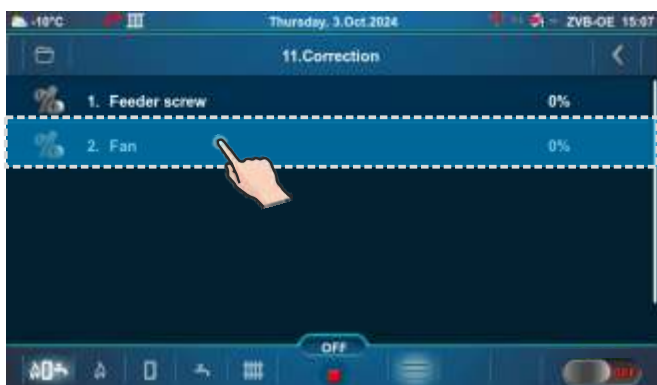 -10°C Thursday, 3.Oct.2024 ZVB-OE 15:07
11.Correction
1. Feeder screw 0%
2. Fan 0%
OFF
OFF